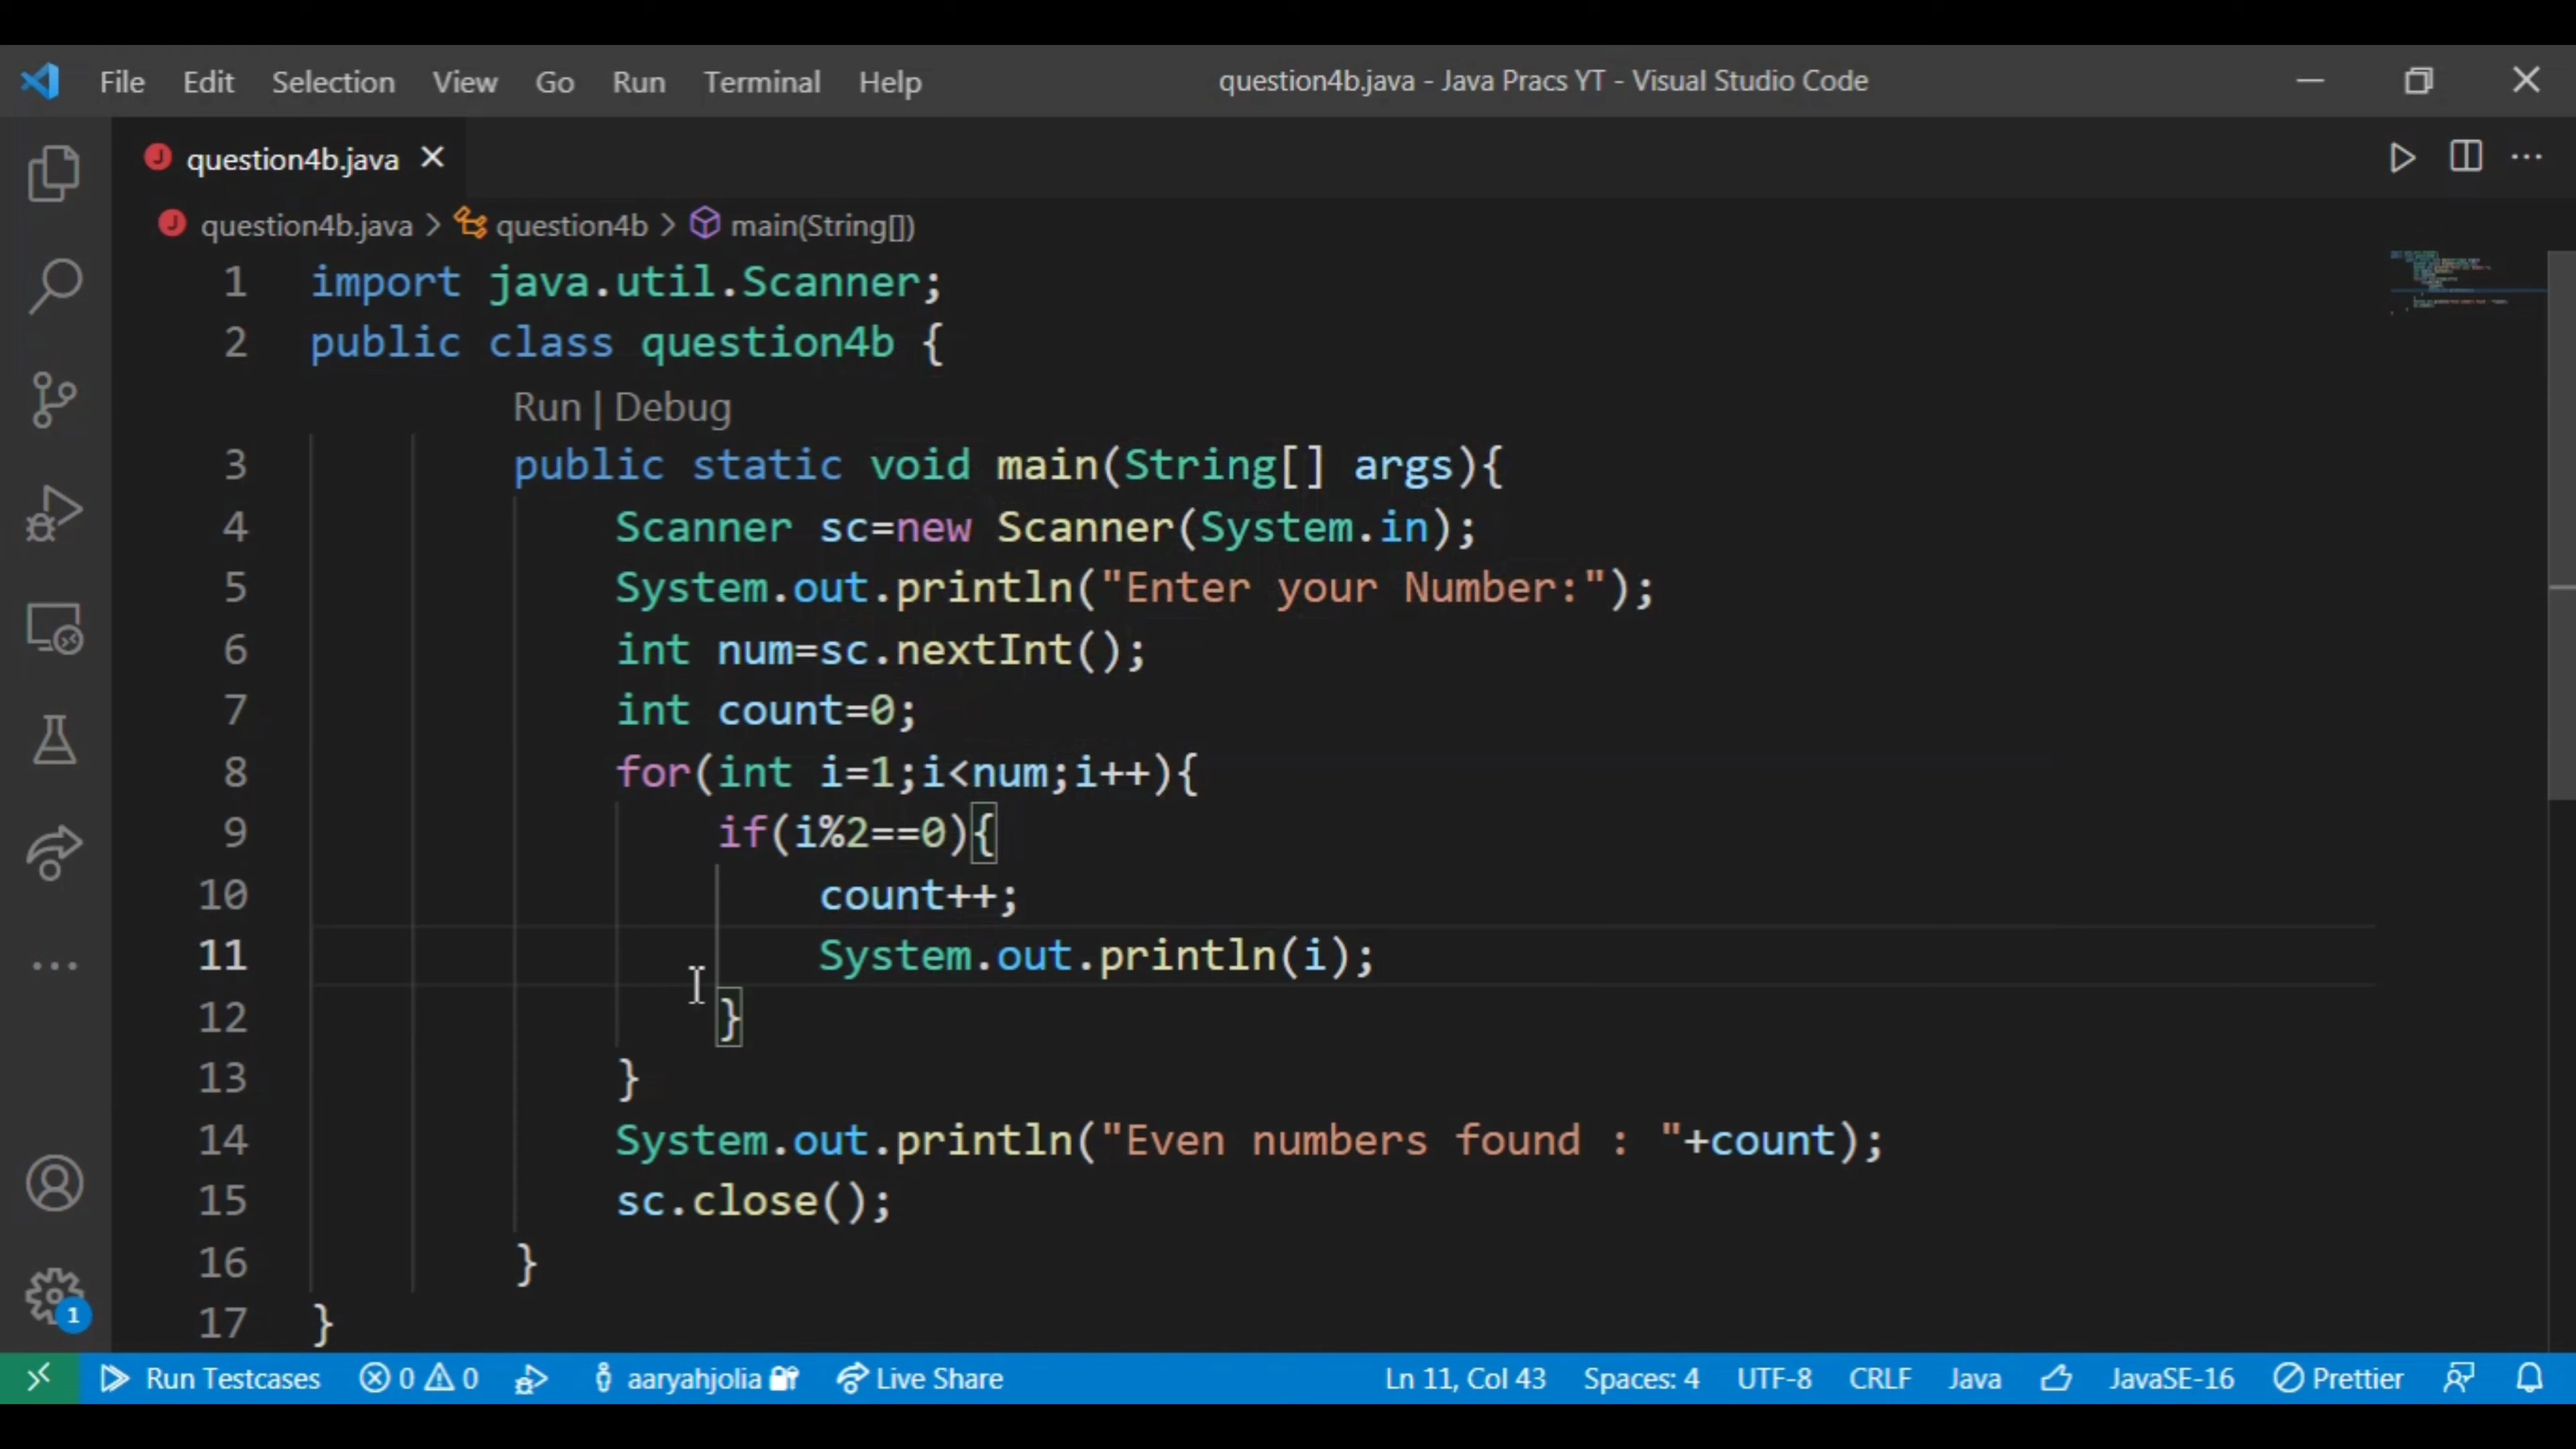 File Edit Selection View Go Run Terminal Help question4b.java - Java Pracs YT - Visual Studio Code
question4b.java
question4b.java > question4b > main(String[])
1 import java.util.Scanner;
2 public class question4b {
Run | Debug
3 public static void main(String[] args){
4 Scanner sc=new Scanner(System.in);
5 System.out.println("Enter your Number:");
6 int num=sc.nextInt();
7 int count=0;
8 for(int i=1;i<num;i++){
9 if(i%2==0){
10 count++;
11 System.out.println(i);
12 }
13 }
14 System.out.println("Even numbers found : "+count);
15 sc.close();
16 }
17 }
1
Run Testcases 0 0 aaryahjolia Live Share Ln 11, Col 43 Spaces: 4 UTF-8 CRLF Java JavaSE-16 Prettier